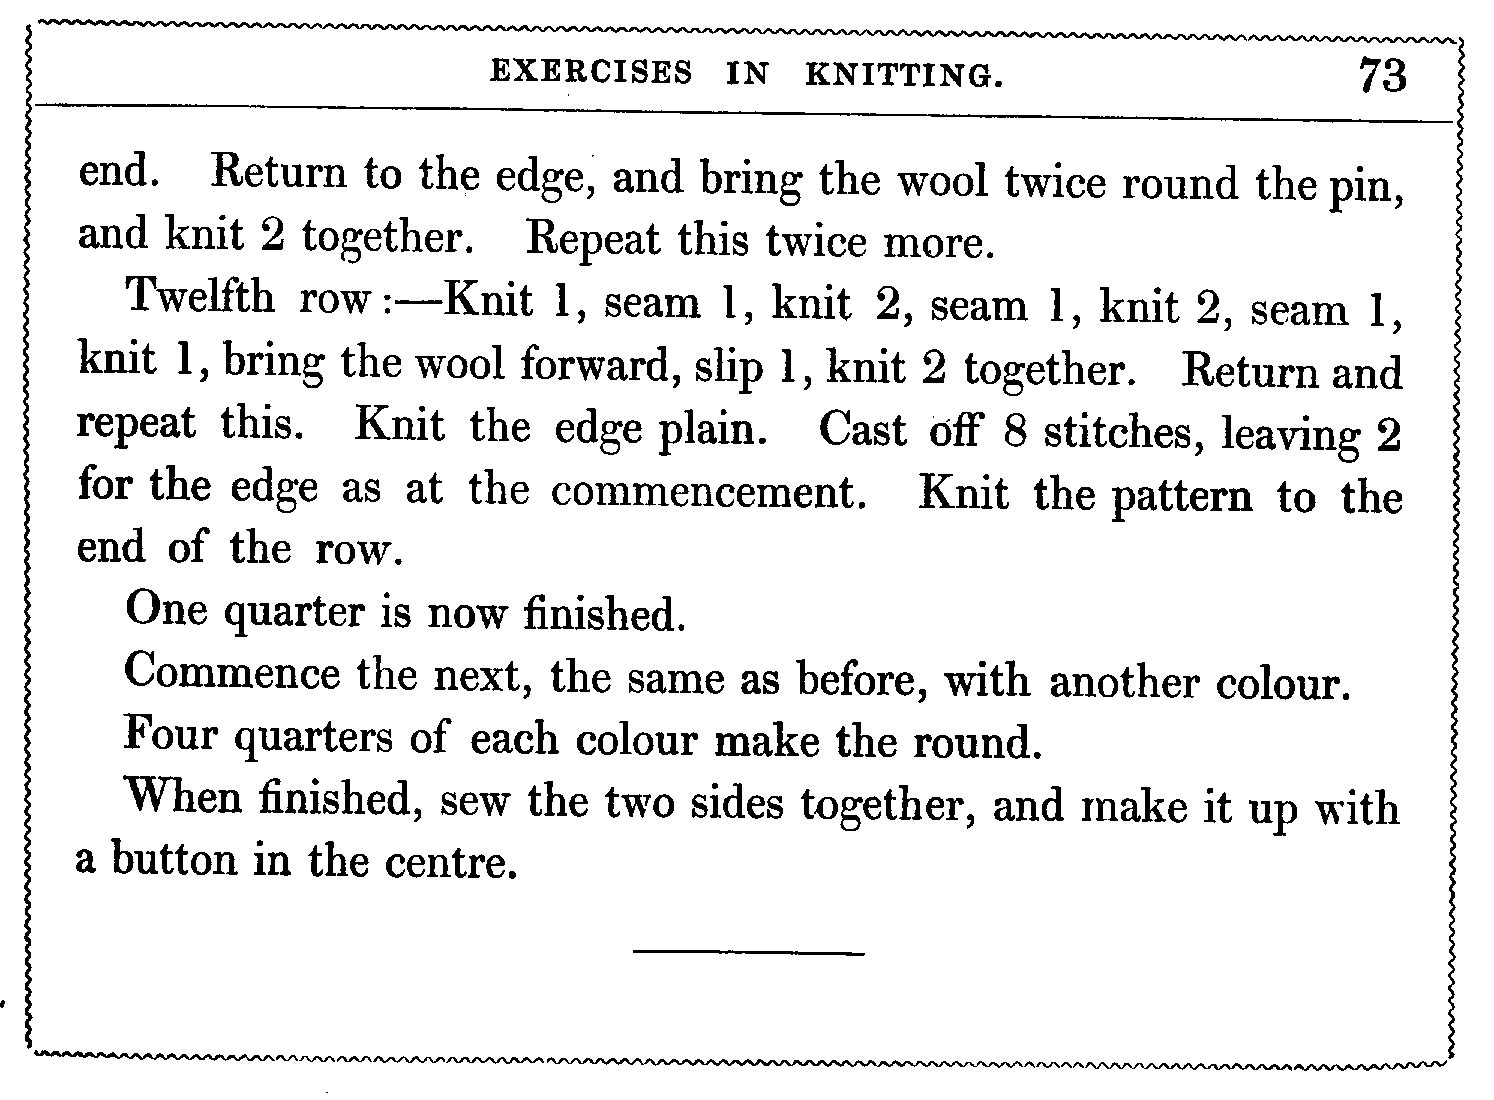 EXERCISES IN KNITTING. 73
end. Return to the edge, and bring the wool twice round the pin,
and knit 2 together. Repeat this twice more.
Twelfth row:—Knit 1, seam 1, knit 2, seam 1, knit 2, seam 1,
knit 1, bring the wool forward, slip 1, knit 2 together. Return and
repeat this. Knit the edge plain. Cast off 8 stitches, leaving 2
for the edge as at the commencement. Knit the pattern to the
end of the row.
One quarter is now finished.
Commence the next, the same as before, with another colour.
Four quarters of each colour make the round.
When finished, sew the two sides together, and make it up with
a button in the centre.